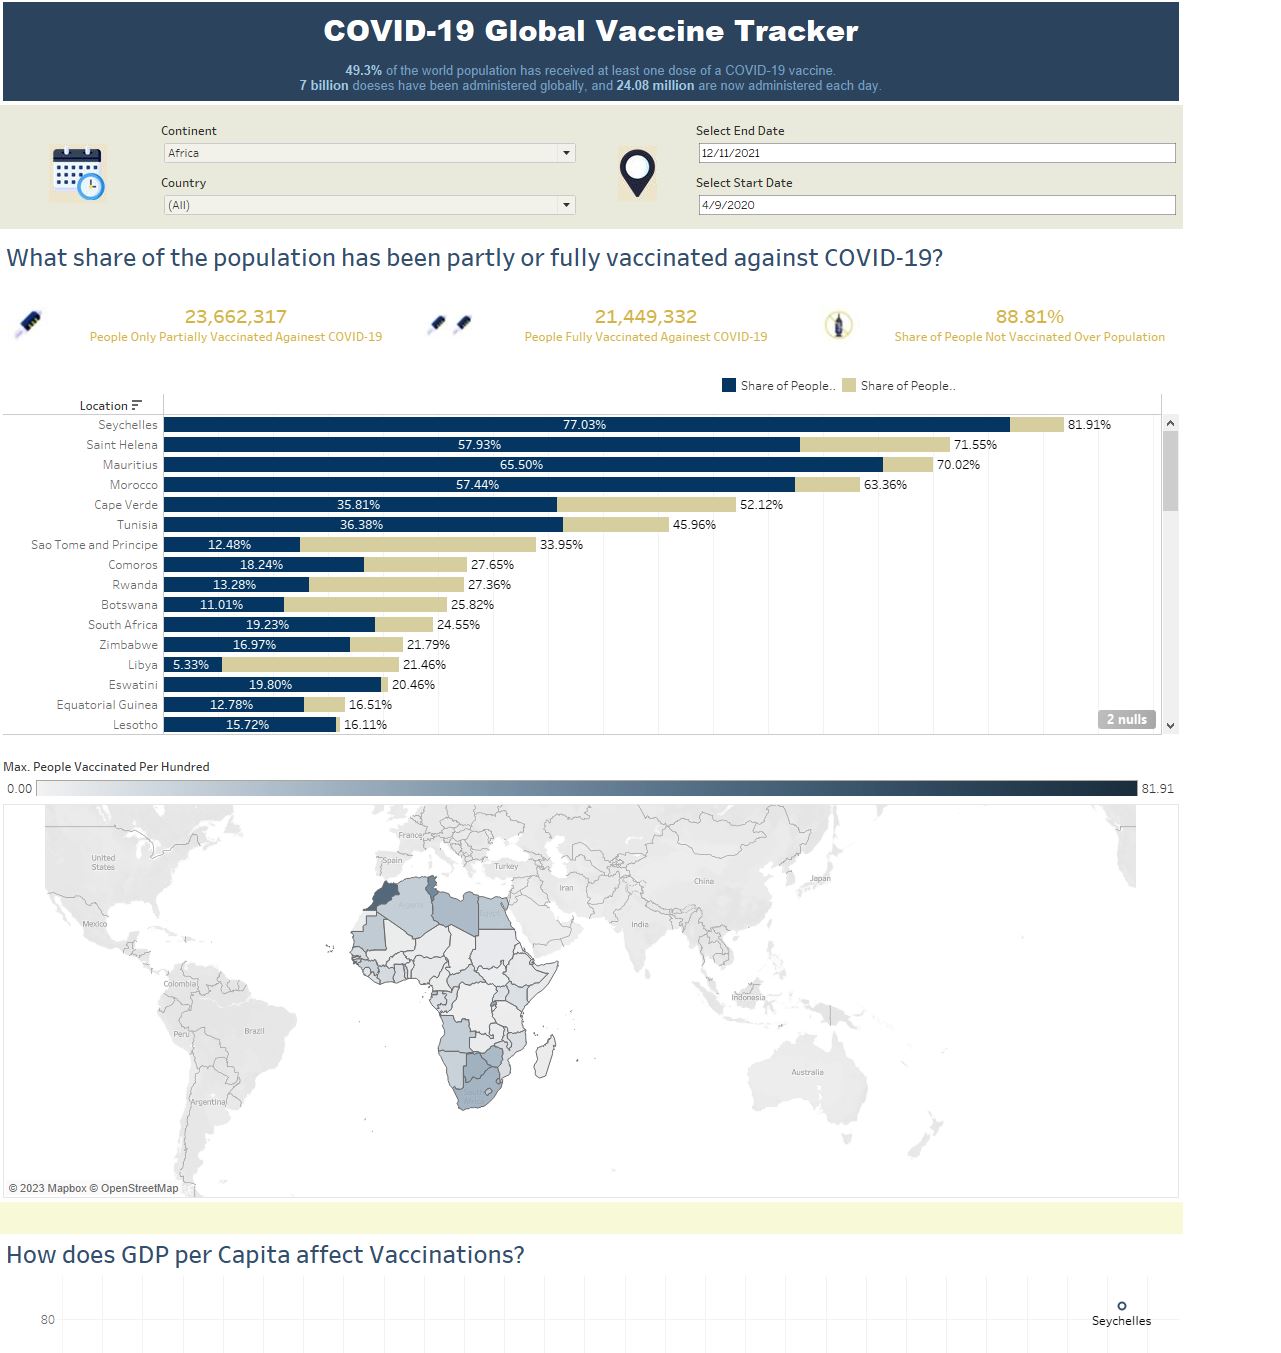 COVID-19 Global Vaccine Tracker
49.3% of the world population has received at least one dose of a COVID-19 vaccine.
7 billion doeses have been administered globally, and 24.08 million are now administered each day.
Continent
Africa
Country
(All)
Select End Date
12/11/2021
Select Start Date
4/9/2020
What share of the population has been partly or fully vaccinated against COVID-19?
23,662,317
People Only Partially Vaccinated Againest COVID-19
21,449,332
People Fully Vaccinated Againest COVID-19
88.81%
Share of People Not Vaccinated Over Population
Share of People..
Share of People..
Location
Seychelles 77.03% 81.91%
Saint Helena 57.93% 71.55%
Mauritius 65.50% 70.02%
Morocco 57.44% 63.36%
Cape Verde 35.81% 52.12%
Tunisia 36.38% 45.96%
Sao Tome and Principe 12.48% 33.95%
Comoros 18.24% 27.65%
Rwanda 13.28% 27.36%
Botswana 11.01% 25.82%
South Africa 19.23% 24.55%
Zimbabwe 16.97% 21.79%
Libya 5.33% 21.46%
Eswatini 19.80% 20.46%
Equatorial Guinea 12.78% 16.51%
Lesotho 15.72% 16.11%
2 nulls
Max. People Vaccinated Per Hundred
0.00
81.91
France
United
States
Spain
Turkey
China
Japan
Iran
Algeria
Egypt
Mexico
India
Colombia
Indonesia
Brazil
Peru
Australia
South
Africa
Argentina
© 2023 Mapbox © OpenStreetMap
How does GDP per Capita affect Vaccinations?
80
Seychelles